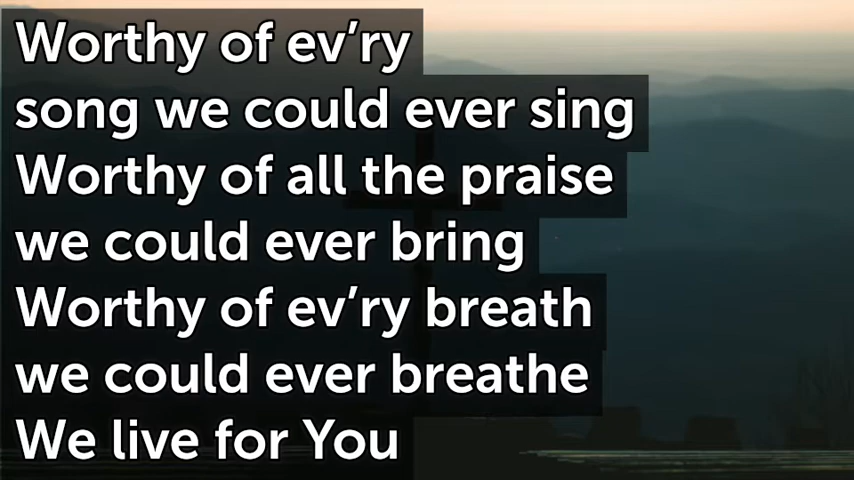 Worthy of ev’ry
song we could ever sing
Worthy of all the praise
we could ever bring
Worthy of ev’ry breath
we could ever breathe
We live for You